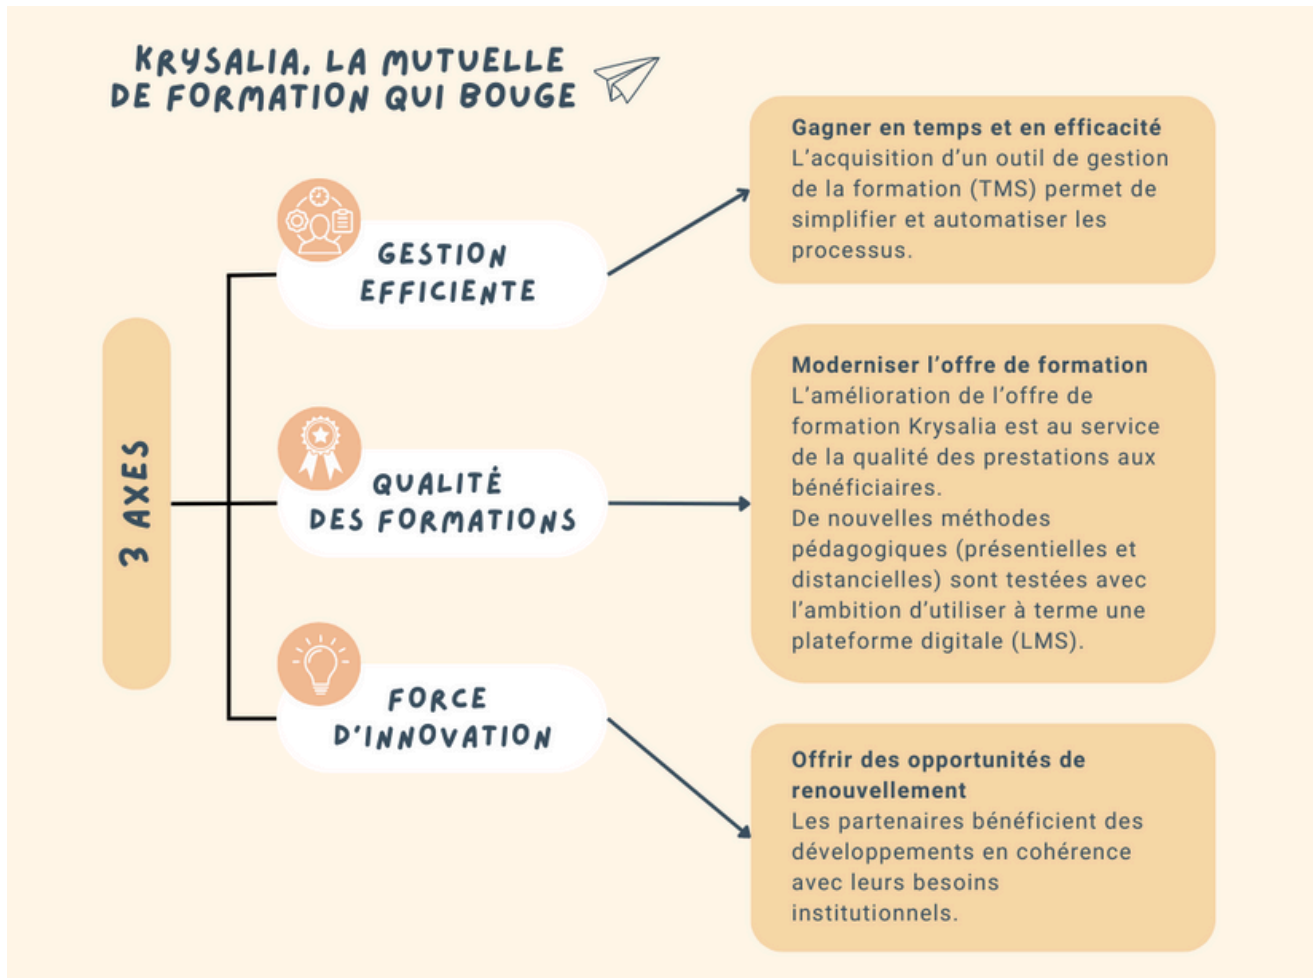 KRYSALIA, LA MUTUELLE
DE FORMATION QUI BOUGE
3 AXES
GESTION
EFFICIENTE
Gagner en temps et en efficacité
L'acquisition d'un outil de gestion
de la formation (TMS) permet de
simplifier et automatiser les
processus.
QUALITÉ
DES FORMATIONS
Moderniser l'offre de formation
L'amélioration de l'offre de
formation Krysalia est au service
de la qualité des prestations aux
bénéficiaires.
De nouvelles méthodes
pédagogiques (présentielles et
distancielles) sont testées avec
l'ambition d'utiliser à terme une
plateforme digitale (LMS).
FORCE
D'INNOVATION
Offrir des opportunités de
renouvellement
Les partenaires bénéficient des
développements en cohérence
avec leurs besoins
institutionnels.